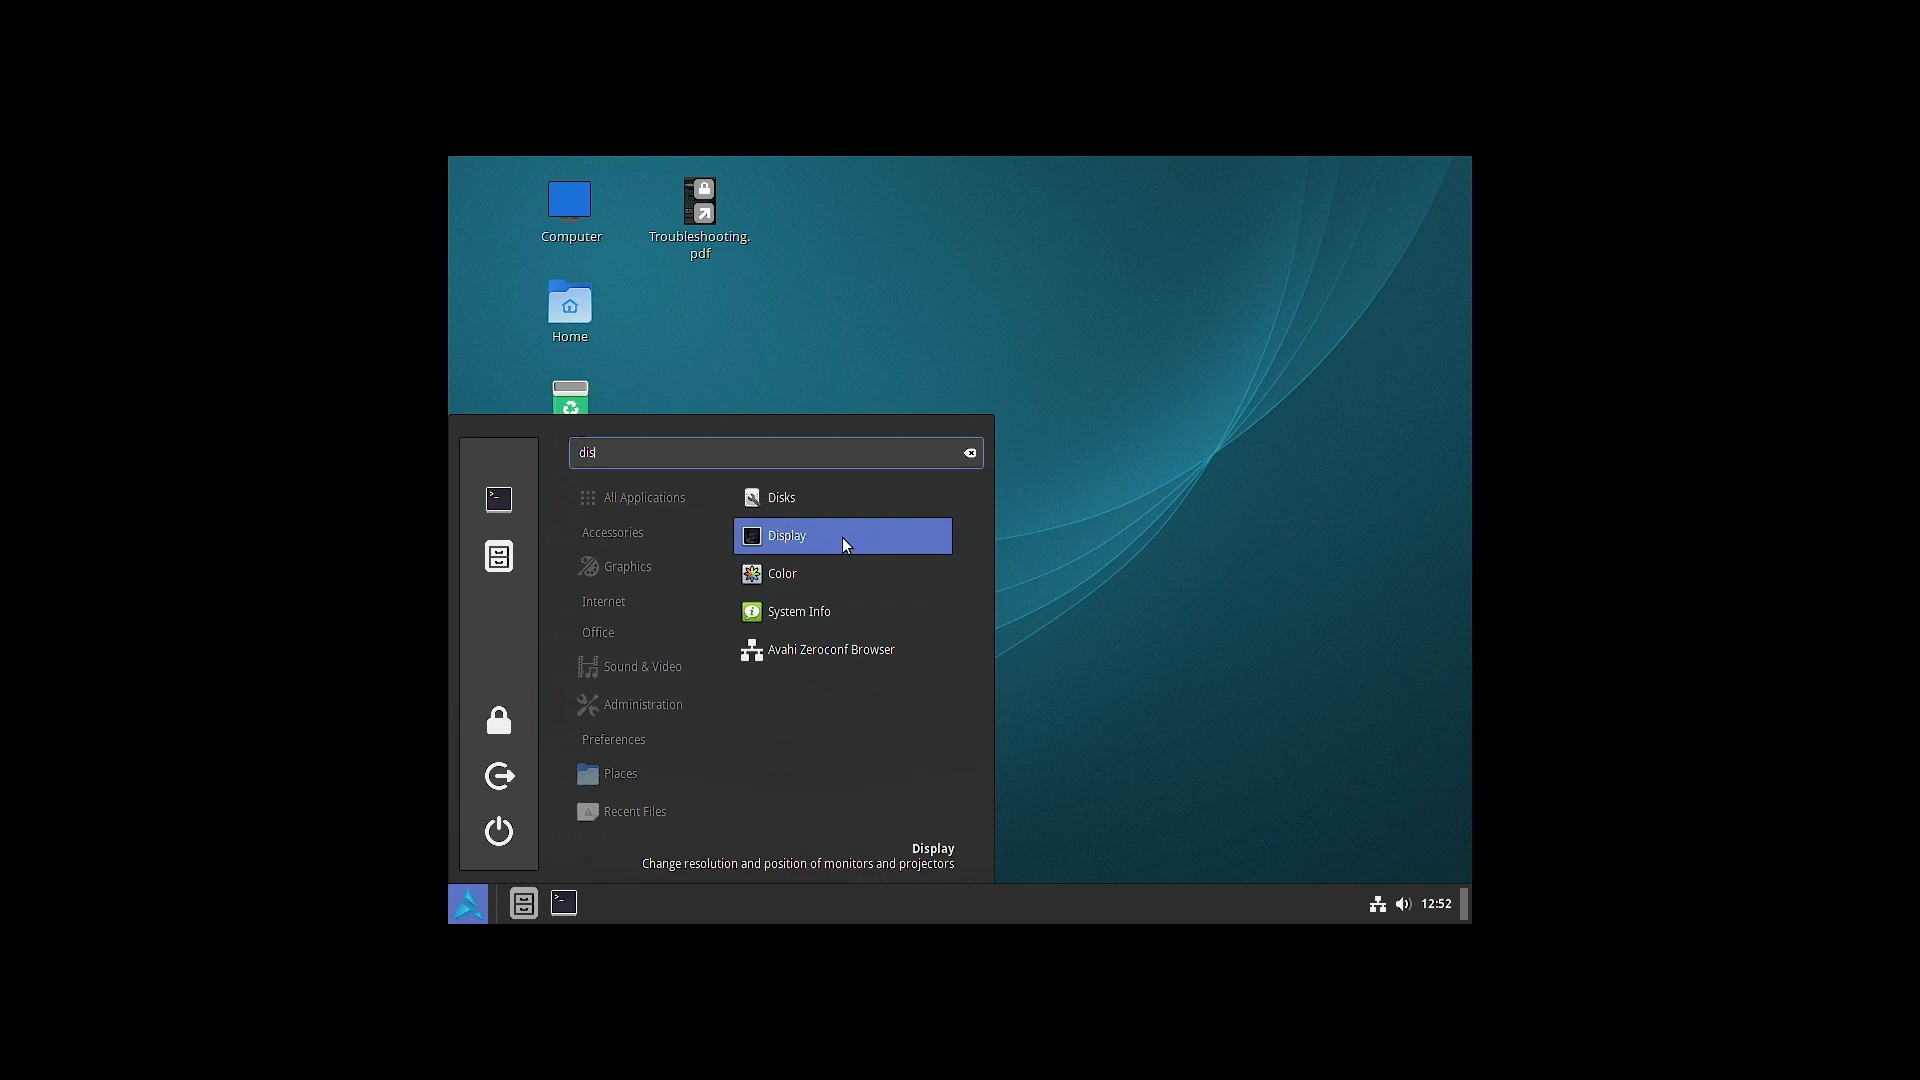 Computer
Troubleshooting.
pdf
Home
dis
All Applications
Accessories
Graphics
Internet
Office
Sound & Video
Administration
Preferences
Places
Recent Files
Disks
Display
Color
System Info
Avahi Zeroconf Browser
Display
Change resolution and position of monitors and projectors
12:52